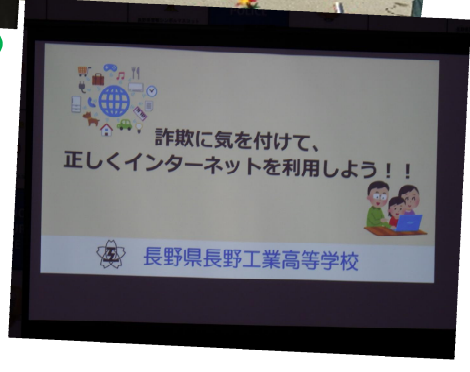 詐欺に気を付けて、
正しくインターネットを利用しよう！！
長野県長野工業高等学校